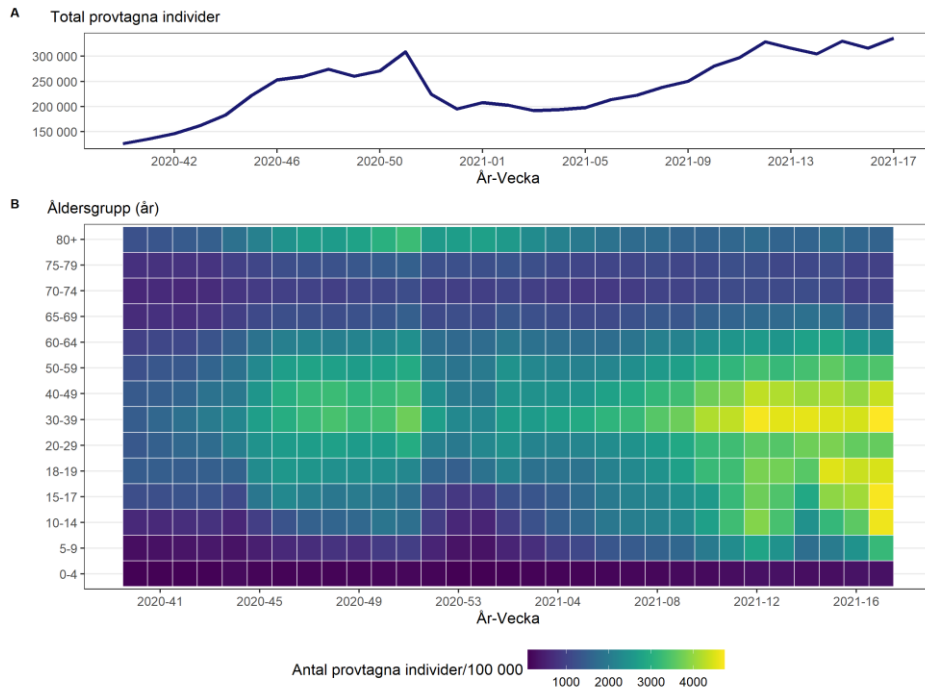 A
Total provtagna individer
300 000
250 000
200 000
150 000
2020-42 2020-46 2020-50 2021-01 2021-05 2021-09 2021-13 2021-17
År-Vecka
B
Åldersgrupp (år)
80+
75-79
70-74
65-69
60-64
50-59
40-49
30-39
20-29
18-19
15-17
10-14
5-9
0-4
2020-41 2020-45 2020-49 2020-53 2021-04 2021-08 2021-12 2021-16
År-Vecka
Antal provtagna individer/100 000
1000 2000 3000 4000